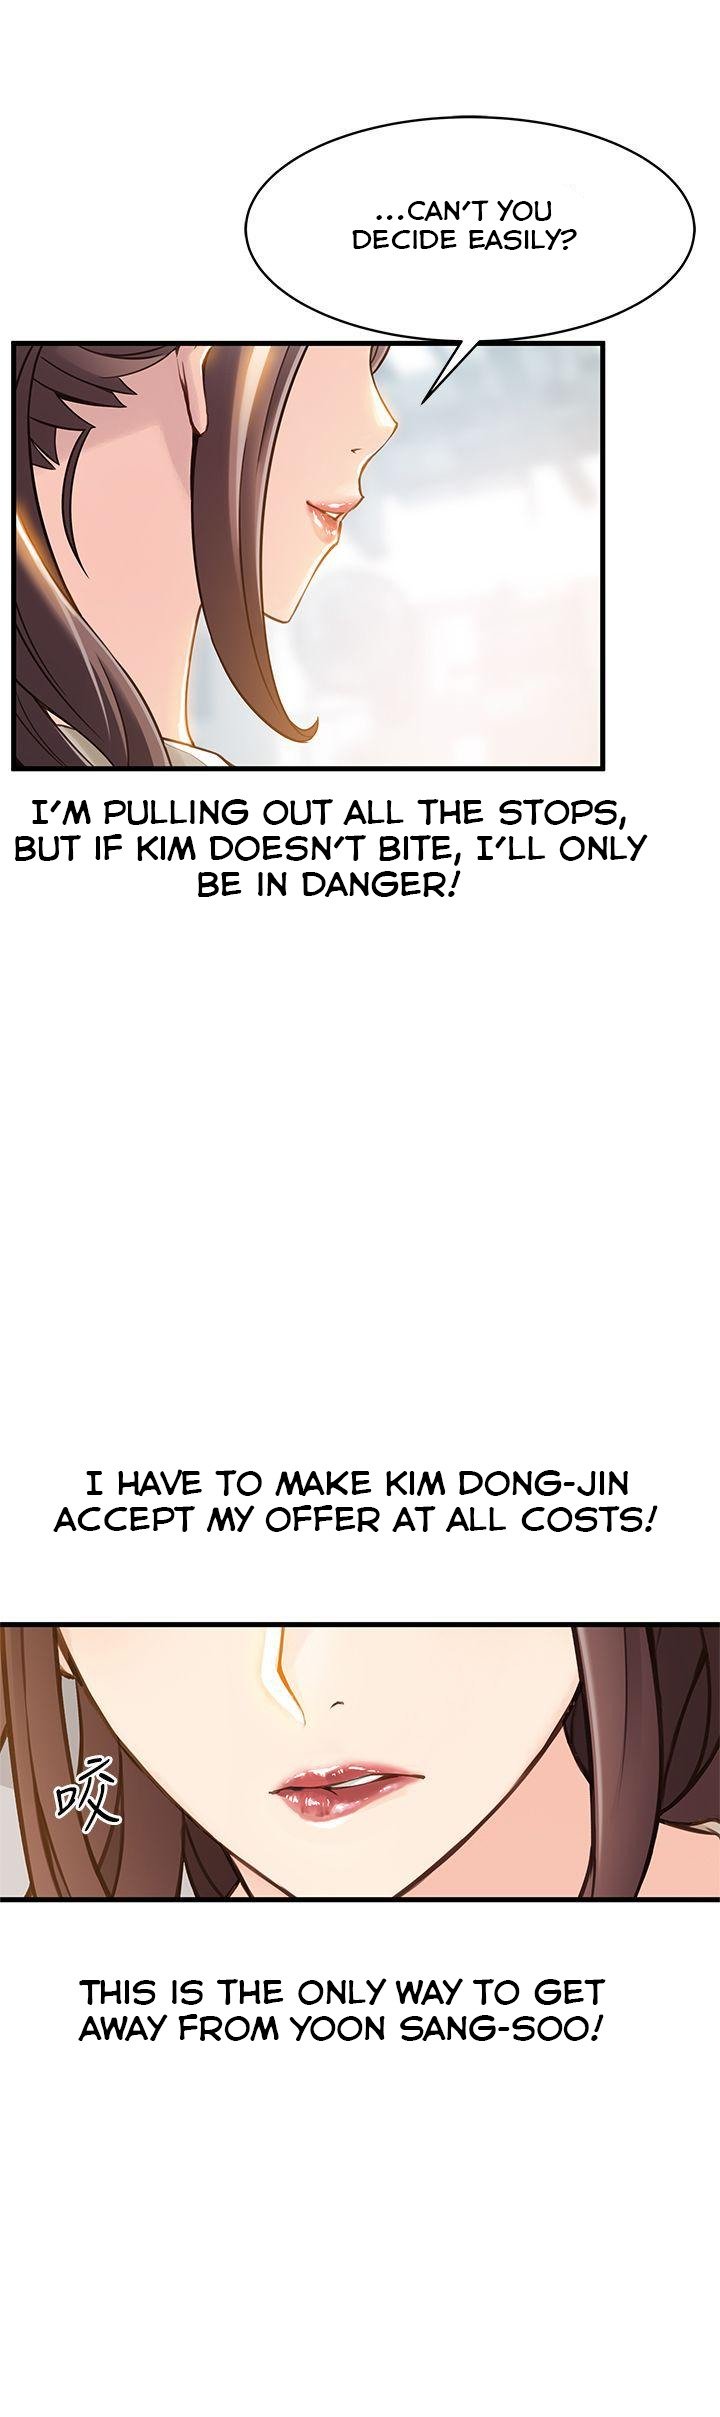 ...CAN'T YOU
DECIDE EASILY?
I'M PULLING OUT ALL THE STOPS,
BUT IF KIM DOESN'T BITE, I'LL ONLY
BE IN DANGER!
I HAVE TO MAKE KIM DONG-JIN
ACCEPT MY OFFER AT ALL COSTS!
咬
THIS IS THE ONLY WAY TO GET
AWAY FROM YOON SANG-SOO!